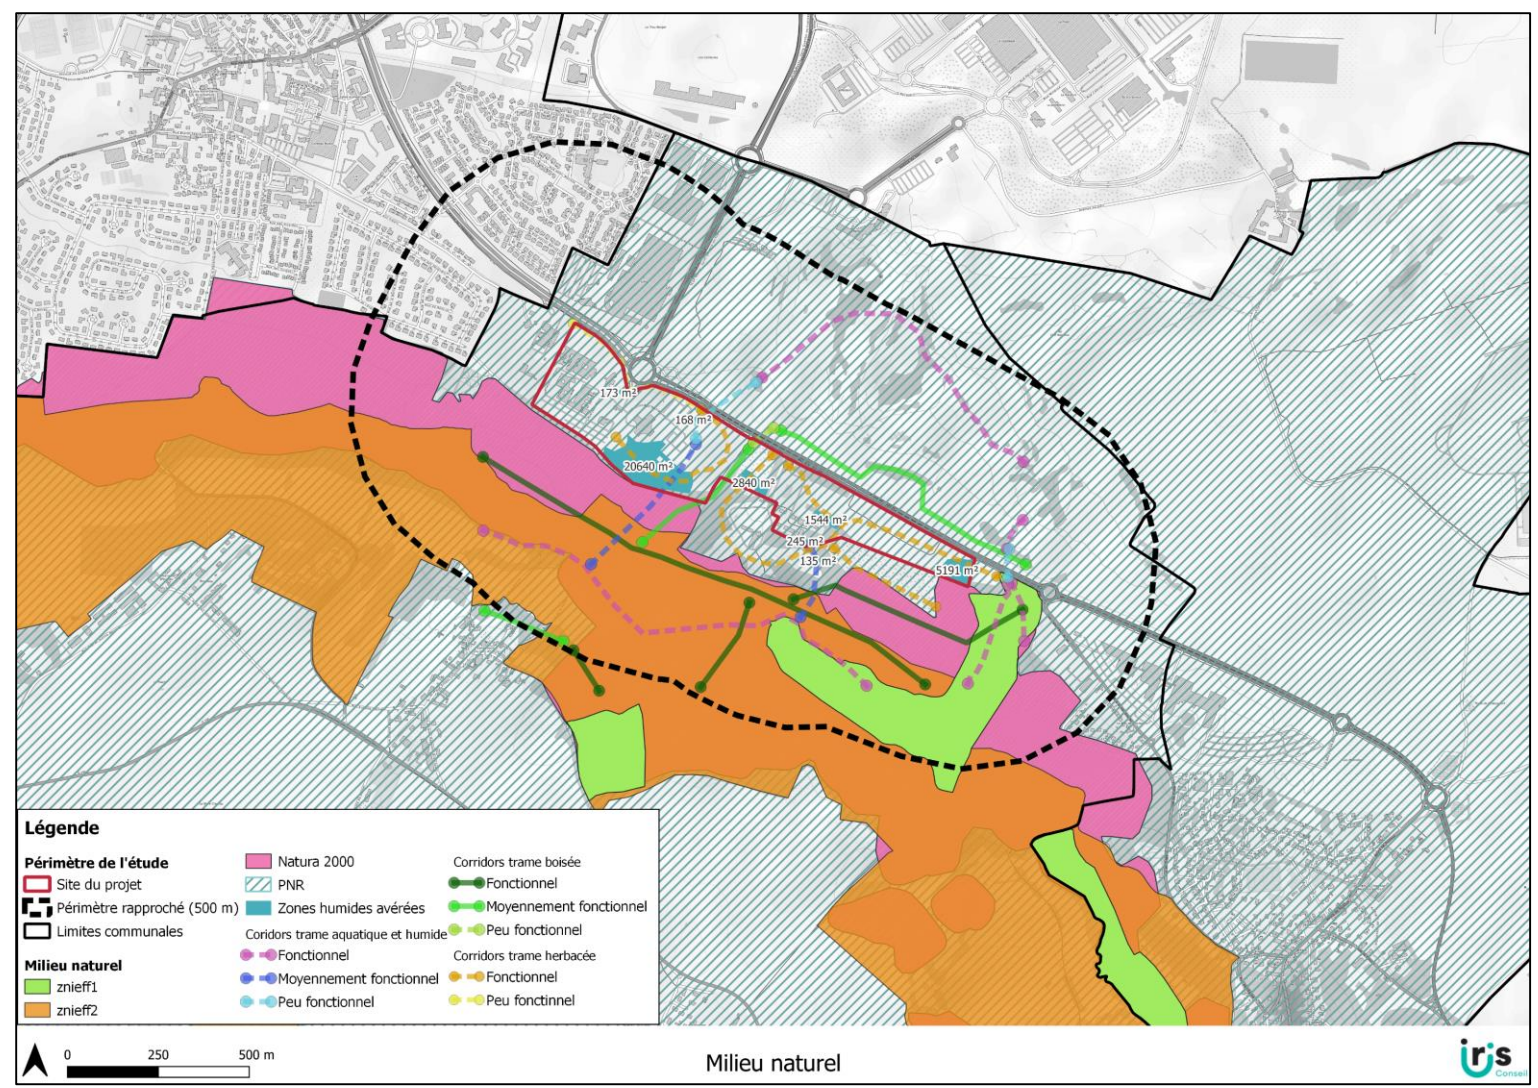 173 m²
168 m²
20640 m²
2840 m²
1544 m²
245 m²
135 m²
5191 m²
Légende
Périmètre de l'étude
Site du projet
Périmètre rapproché (500 m)
Limites communales
Milieu naturel
znieff1
znieff2
Natura 2000
PNR
Zones humides avérées
Coridors trame aquatique et humide
Fonctionnel
Moyennement fonctionnel
Peu fonctionnel
Corridors trame boisée
Fonctionnel
Moyennement fonctionnel
Peu fonctionnel
Corridors trame herbacée
Fonctionnel
Peu fonctinnel
0 250 500 m
Milieu naturel
iris
Conseil